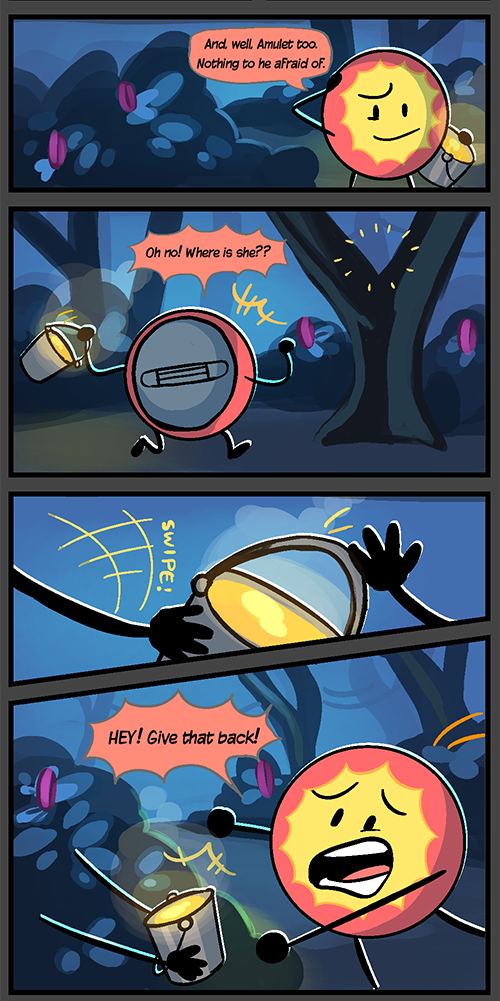 And, well, Amulet too.
Nothing to he afraid of.
Oh no! Where is she??
SWIPE!
HEY! Give that back!